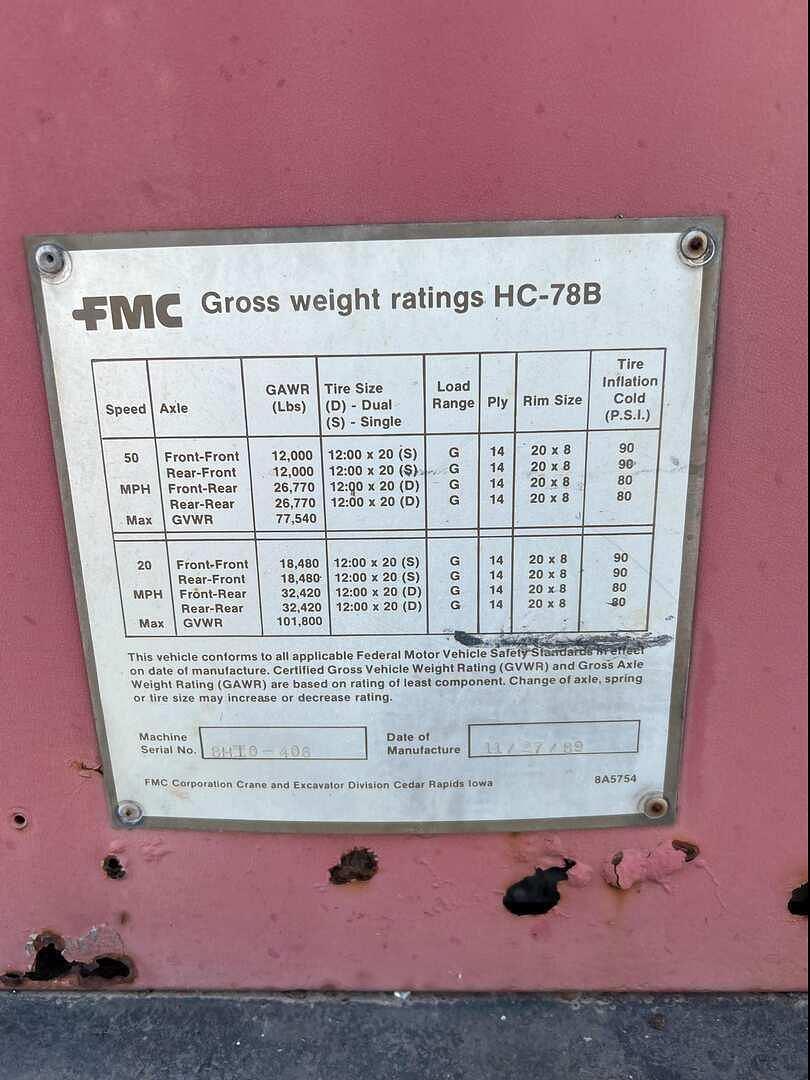 FMC Gross weight ratings HC-78B
Speed Axle GAWR (Lbs) Tire Size (D) - Dual (S) - Single Load Range Ply Rim Size Tire Inflation Cold (P.S.I.)
50 Front-Front 12,000 12:00 x 20 (S) G 14 20 x 8 90
Rear-Front 12,000 12:00 x 20 (S) G 14 20 x 8 90
MPH Front-Rear 26,770 12:00 x 20 (D) G 14 20 x 8 80
Rear-Rear 26,770 12:00 x 20 (D) G 14 20 x 8 80
Max GVWR 77,540
20 Front-Front 18,480 12:00 x 20 (S) G 14 20 x 8 90
Rear-Front 18,480 12:00 x 20 (S) G 14 20 x 8 90
MPH Front-Rear 32,420 12:00 x 20 (D) G 14 20 x 8 80
Rear-Rear 32,420 12:00 x 20 (D) G 14 20 x 8 80
Max GVWR 101,800
This vehicle conforms to all applicable Federal Motor Vehicle Safety Standards in effect
on date of manufacture. Certified Gross Vehicle Weight Rating (GVWR) and Gross Axle
Weight Rating (GAWR) are based on rating of least component. Change of axle, spring
or tire size may increase or decrease rating.
Machine Serial No.
Date of Manufacture 11/27/89
FMC Corporation Crane and Excavator Division Cedar Rapids Iowa 8A5754